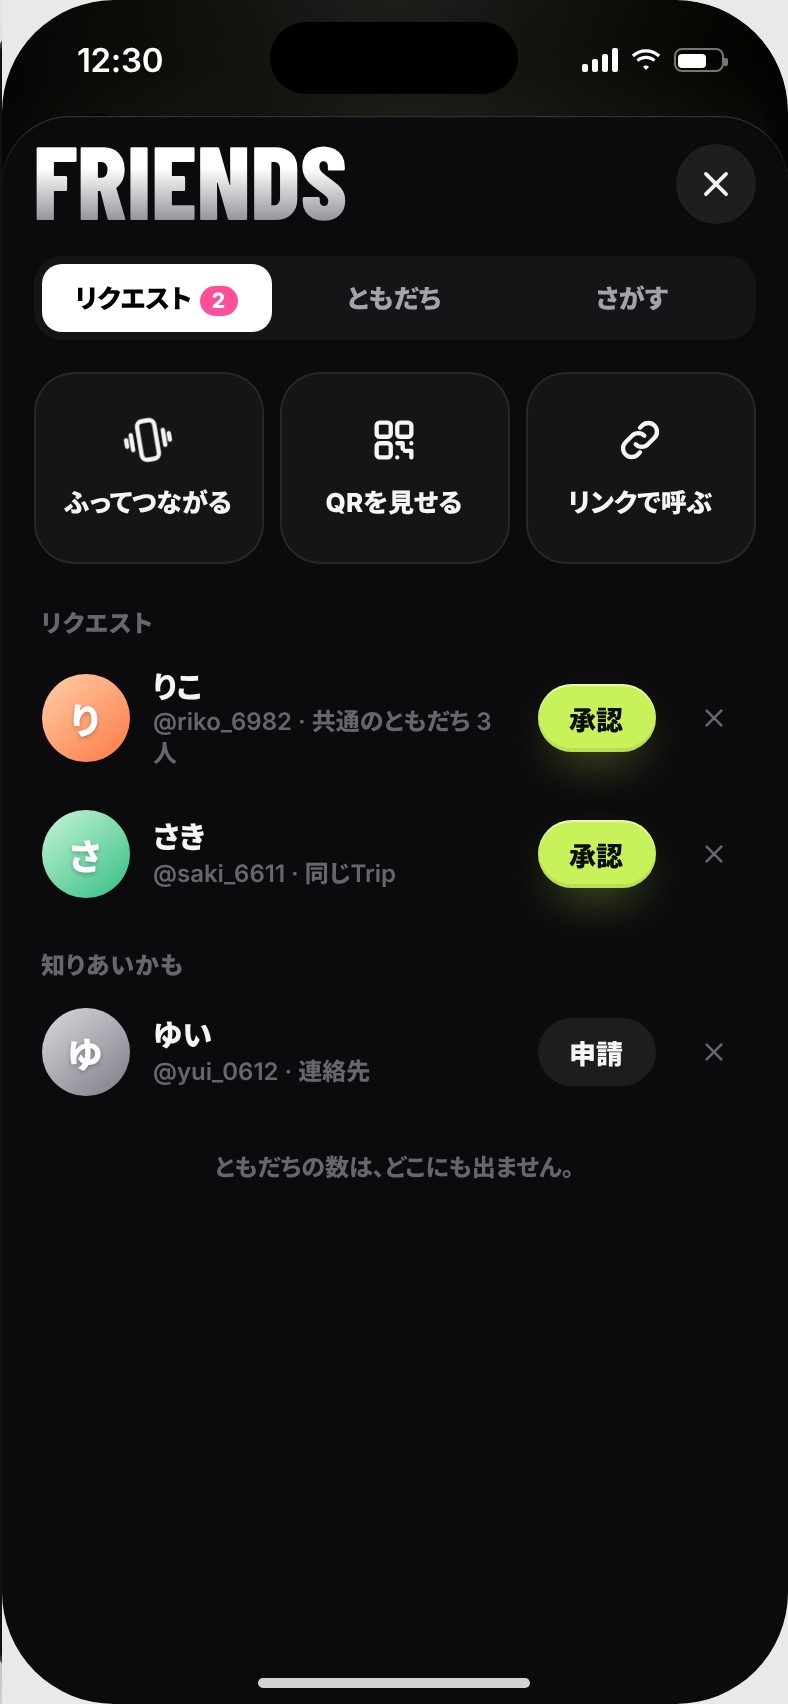 12:30
FRIENDS
リクエスト 2
ともだち
さがす
ふってつながる
QRを見せる
リンクで呼ぶ
リクエスト
り
りこ
@riko_6982 · 共通のともだち 3
人
承認
さ
さき
@saki_6611 · 同じTrip
承認
知りあいかも
ゆ
ゆい
@yui_0612 · 連絡先
申請
ともだちの数は、どこにも出ません。